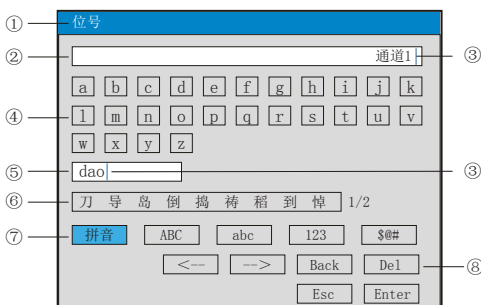 ① 位号
② 通道1 ③
a b c d e f g h i j k
④ l m n o p q r s t u v
w x y z
⑤ dao ③
⑥ 刀 导 岛 倒 捣 祷 稻 到 悼 1/2
⑦ 拼音 ABC abc 123 $@#
<-- --> Back Del ⑧
Esc Enter